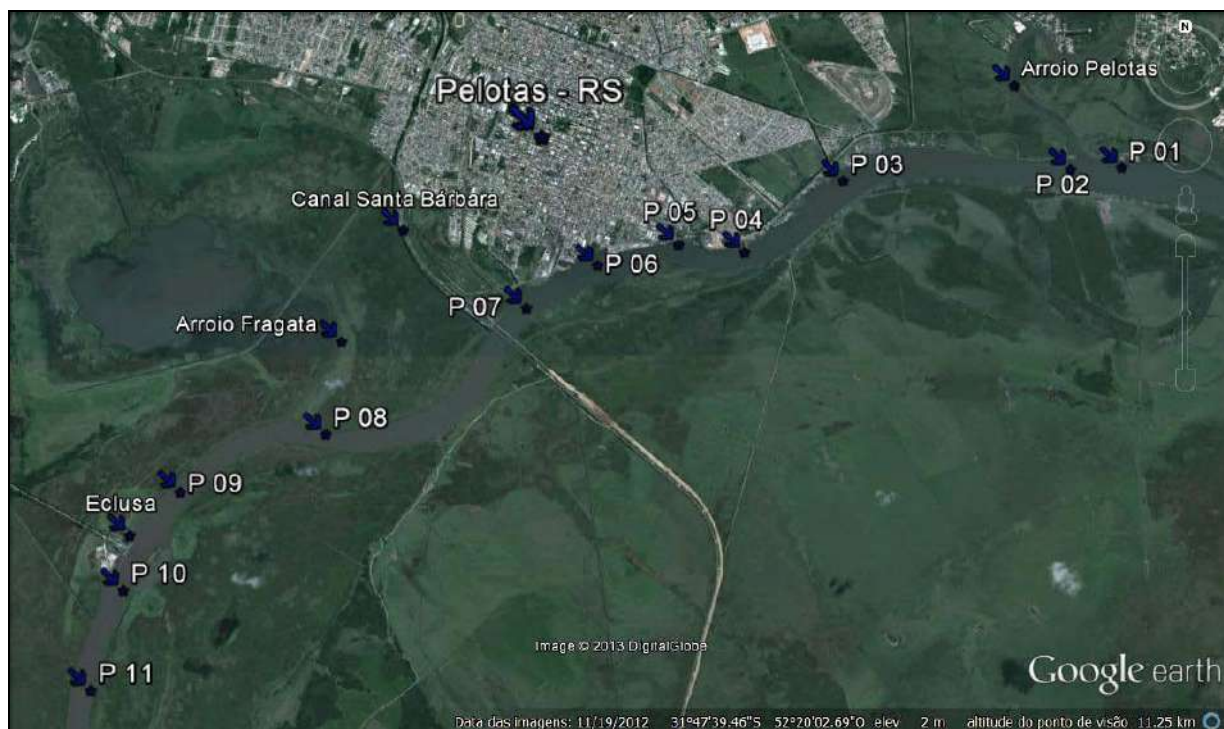 N
Arroio Pelotas
Pelotas - RS
P 01
P 02
P 03
Canal Santa Bárbara
P 05
P 04
P 06
P 07
Arroio Fragata
P 08
P 09
Eclusa
P 10
P 11
Image © 2013 DigitalGlobe
Google earth
Data das imagens: 11/19/2012 31°47'39.46"S 52°20'02.69"O elev 2 m altitude do ponto de visão 11.25 km